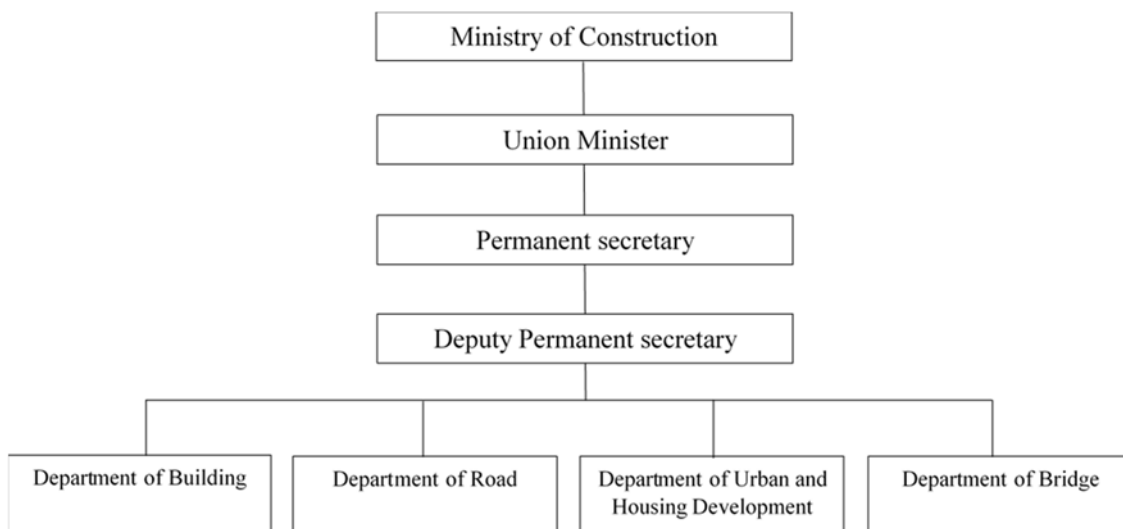 Ministry of Construction
Union Minister
Permanent secretary
Deputy Permanent secretary
Department of Building
Department of Road
Department of Urban and
Housing Development
Department of Bridge